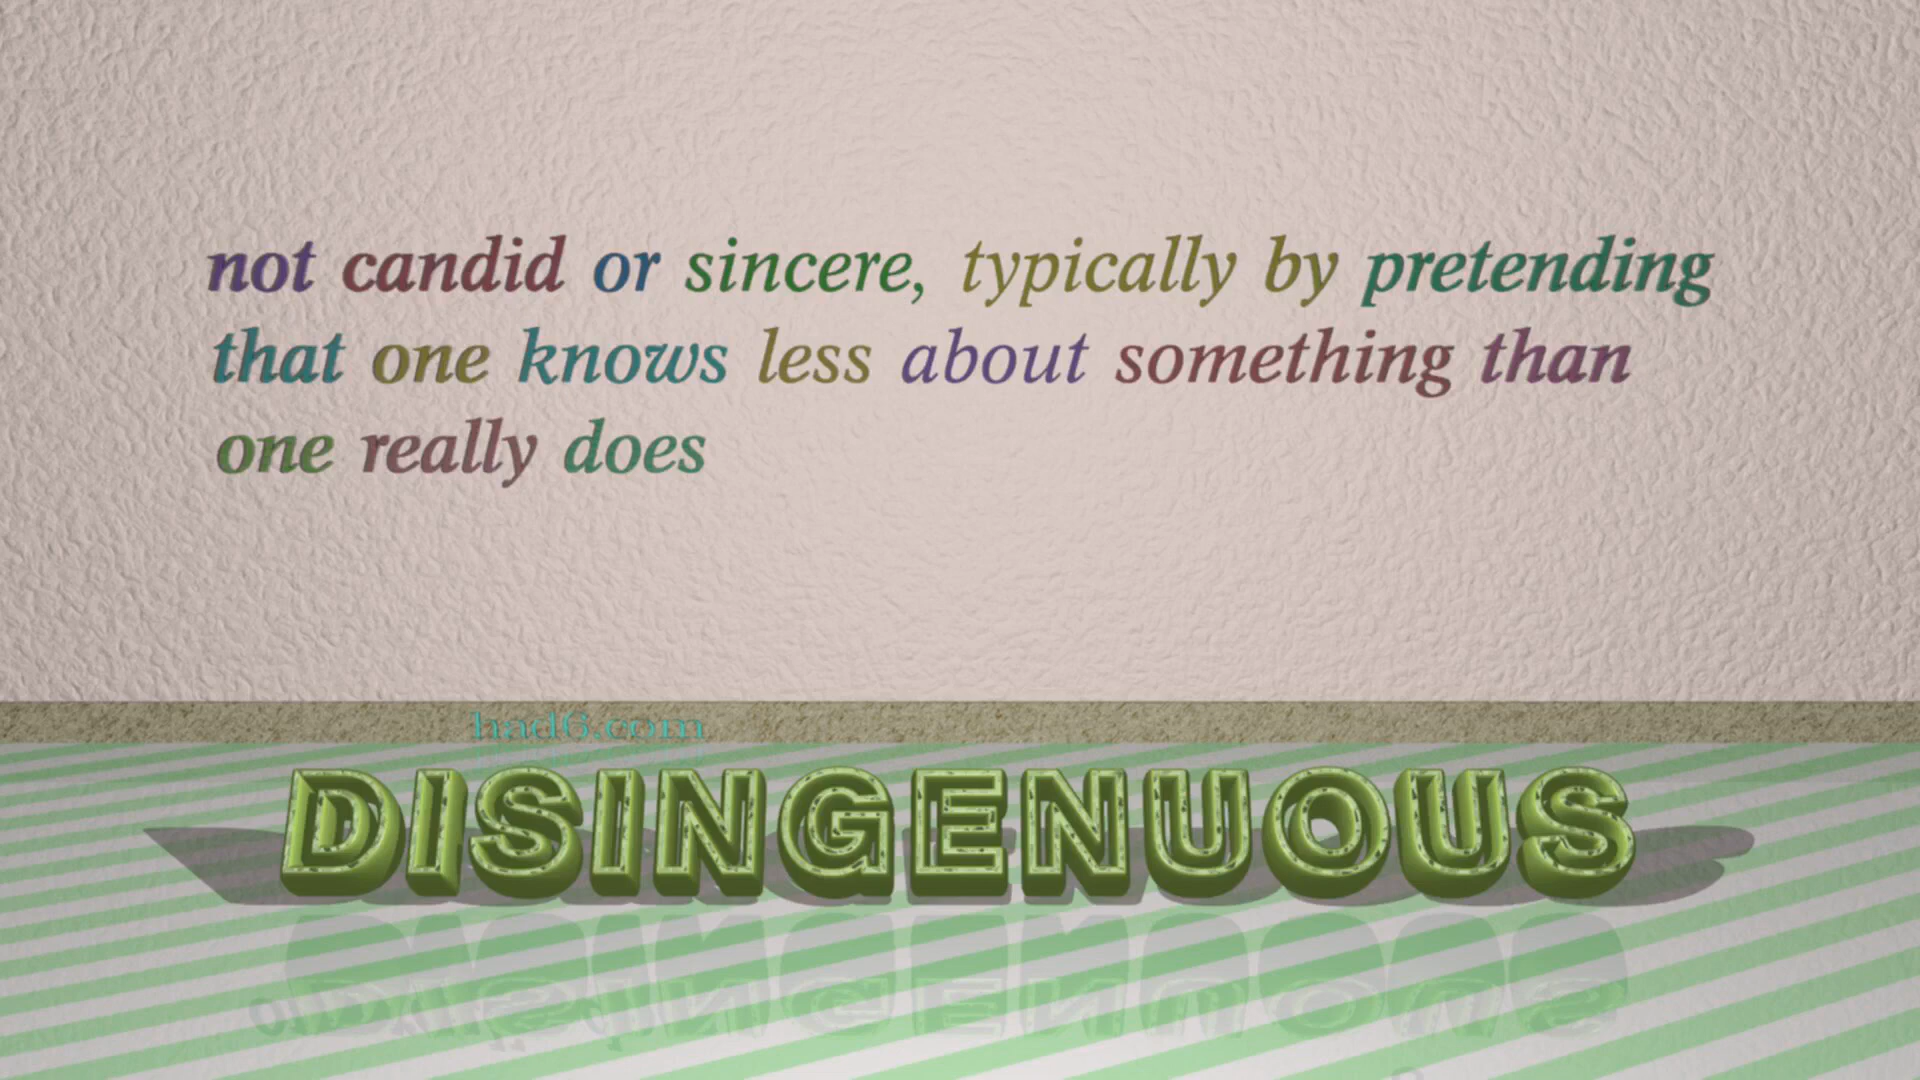 not candid or sincere, typically by pretending
that one knows less about something than
one really does
had6.com
DISINGENUOUS